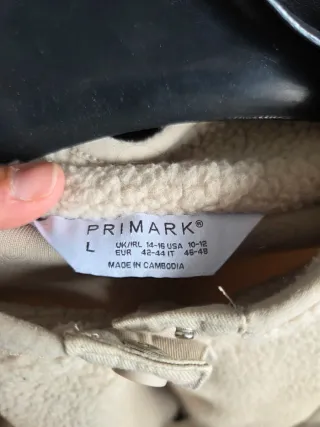 PRIMARK®
L UK/IRL 14-16 USA 10-12
EUR 42-44 IT 46-48
MADE IN CAMBODIA